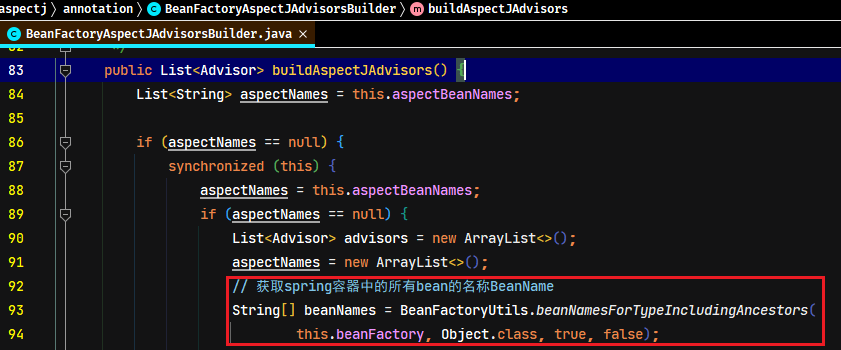 aspectj 〉 annotation 〉 BeanFactoryAspectJAdvisorsBuilder 〉 buildAspectJAdvisors
BeanFactoryAspectJAdvisorsBuilder.java ×
82 */
83 public List<Advisor> buildAspectJAdvisors() {
84 List<String> aspectNames = this.aspectBeanNames;
85
86 if (aspectNames == null) {
87 synchronized (this) {
88 aspectNames = this.aspectBeanNames;
89 if (aspectNames == null) {
90 List<Advisor> advisors = new ArrayList<>();
91 aspectNames = new ArrayList<>();
92 // 获取spring容器中的所有bean的名称BeanName
93 String[] beanNames = BeanFactoryUtils.beanNamesForTypeIncludingAncestors(
94 this.beanFactory, Object.class, true, false);